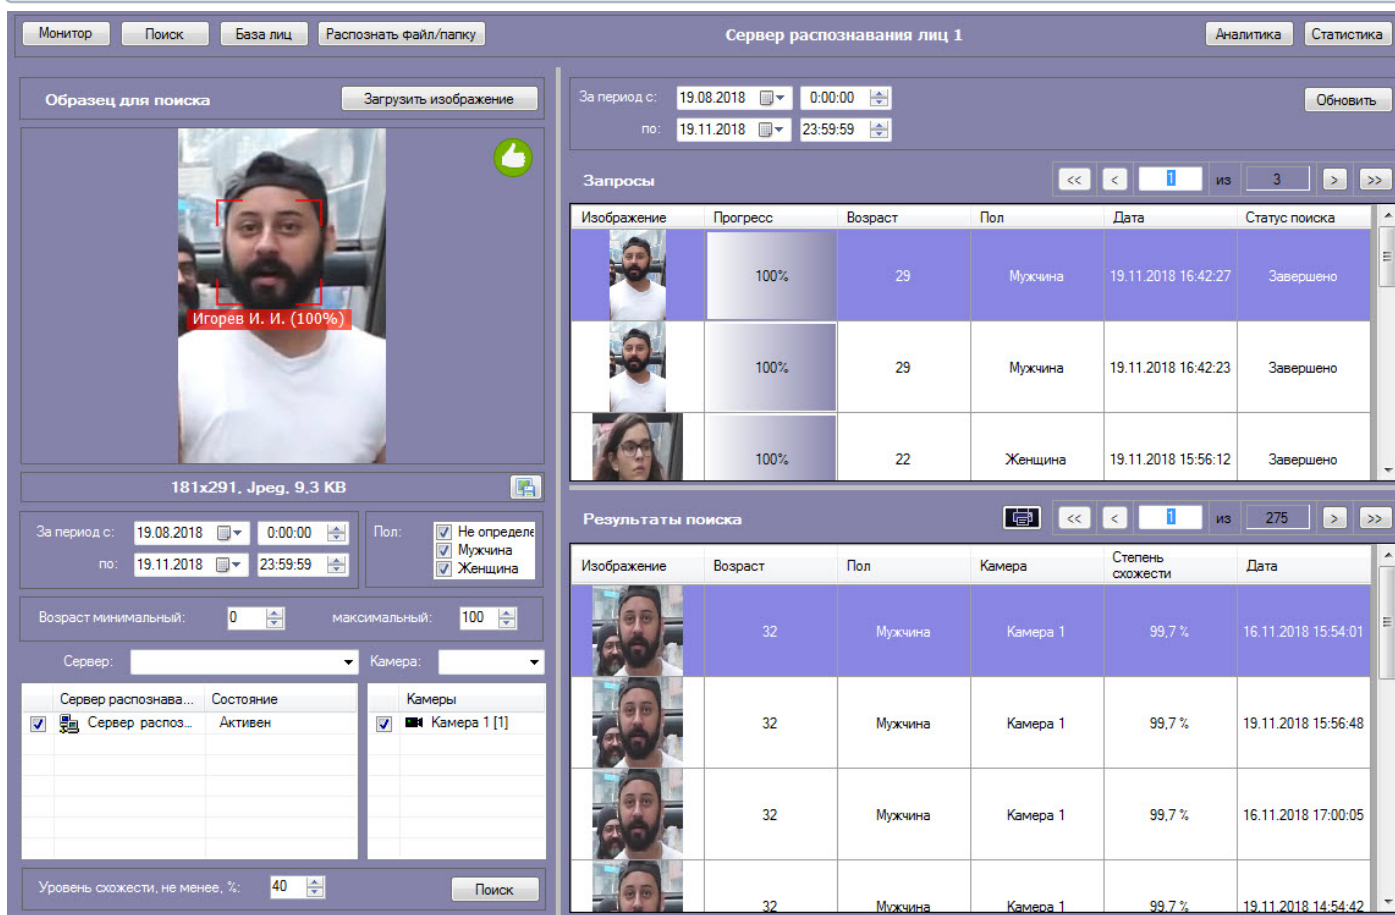 Монитор Поиск База лиц Распознать файл/папку Сервер распознавания лиц 1 Аналитика Статистика
Образец для поиска Загрузить изображение
Игорев И. И. (100%)
181x291, Jpeg, 9,3 KB
За период с: 19.08.2018 0:00:00
по: 19.11.2018 23:59:59
Пол: Не определе
Мужчина
Женщина
Возраст минимальный: 0 максимальный: 100
Сервер: Камера:
Сервер распознава... Состояние
Сервер распоз... Активен
Камеры
Камера 1 [1]
Уровень схожести, не менее, %: 40 Поиск
За период с: 19.08.2018 0:00:00 Обновить
по: 19.11.2018 23:59:59
Запросы << < 1 из 3 > >>
Изображение Прогресс Возраст Пол Дата Статус поиска
100% 29 Мужчина 19.11.2018 16:42:27 Завершено
100% 29 Мужчина 19.11.2018 16:42:23 Завершено
100% 22 Женщина 19.11.2018 15:56:12 Завершено
Результаты поиска << < 1 из 275 > >>
Изображение Возраст Пол Камера Степень схожести Дата
32 Мужчина Камера 1 99,7 % 16.11.2018 15:54:01
32 Мужчина Камера 1 99,7 % 19.11.2018 15:56:48
32 Мужчина Камера 1 99,7 % 16.11.2018 17:00:05
32 Мужчина Камера 1 99,7 % 19.11.2018 14:54:42